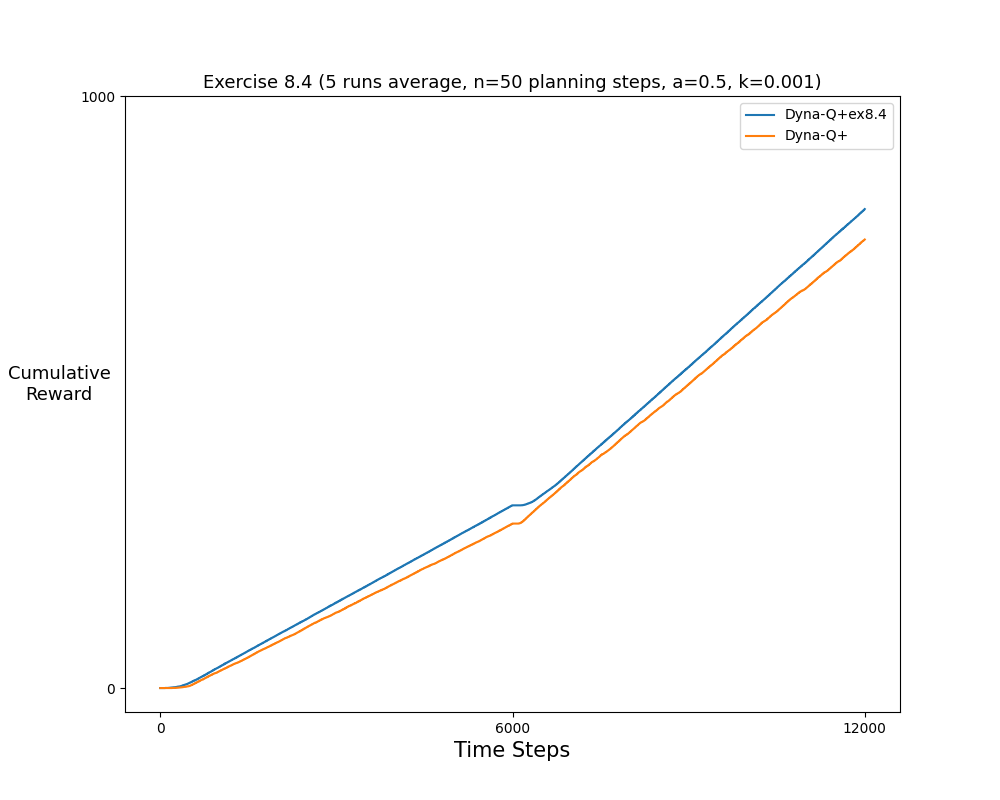 Exercise 8.4 (5 runs average, n=50 planning steps, a=0.5, k=0.001)
1000
Dyna-Q+ex8.4
Dyna-Q+
Cumulative
Reward
0
0
6000
12000
Time Steps